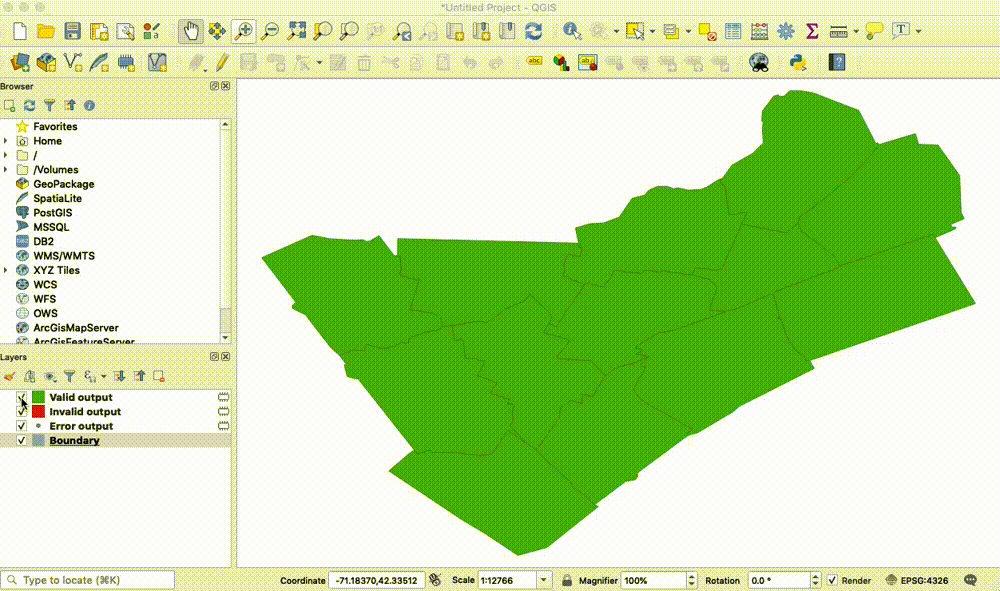 *Untitled Project - QGIS
abc
abc
T
Browser
Favorites
Home
/
/Volumes
GeoPackage
SpatiaLite
PostGIS
MSSQL
DB2
WMS/WMTS
XYZ Tiles
WCS
WFS
OWS
ArcGisMapServer
ArcGisFeatureServer
Layers
Valid output
Invalid output
Error output
Boundary
Type to locate (⌘K)
Coordinate -71.18370,42.33512 Scale 1:12766 Magnifier 100% Rotation 0.0 ° Render EPSG:4326